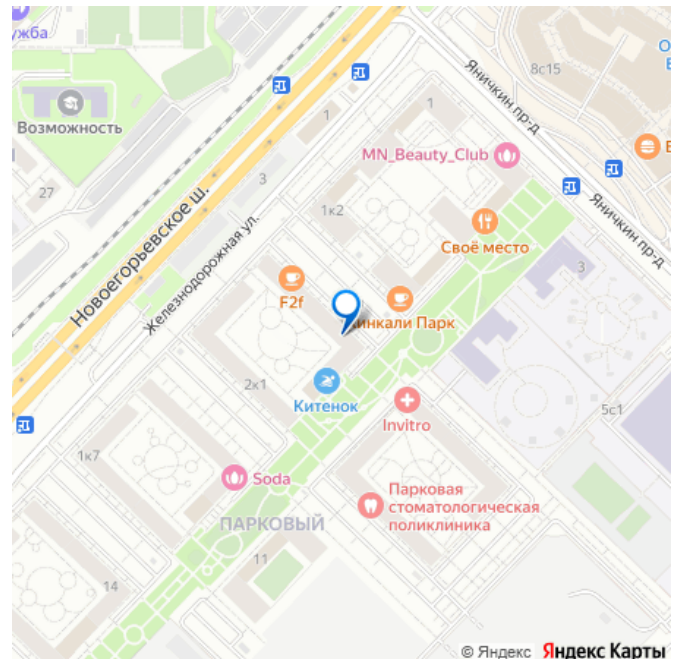 ужба
О
8с15
Яничкин пр-д
Возможность
1
1
MN_Beauty_Club
27
3
1к2
Новоегорьевское ш.
Железнодорожная ул.
Яничкин пр-д
Своё место
3
F2f
инкали Парк
2к1
Китенок
5с1
Invitro
1к7
Soda
Парковая
стоматологическая
поликлиника
ПАРКОВЫЙ
11
14
© Яндекс Яндекс Карты